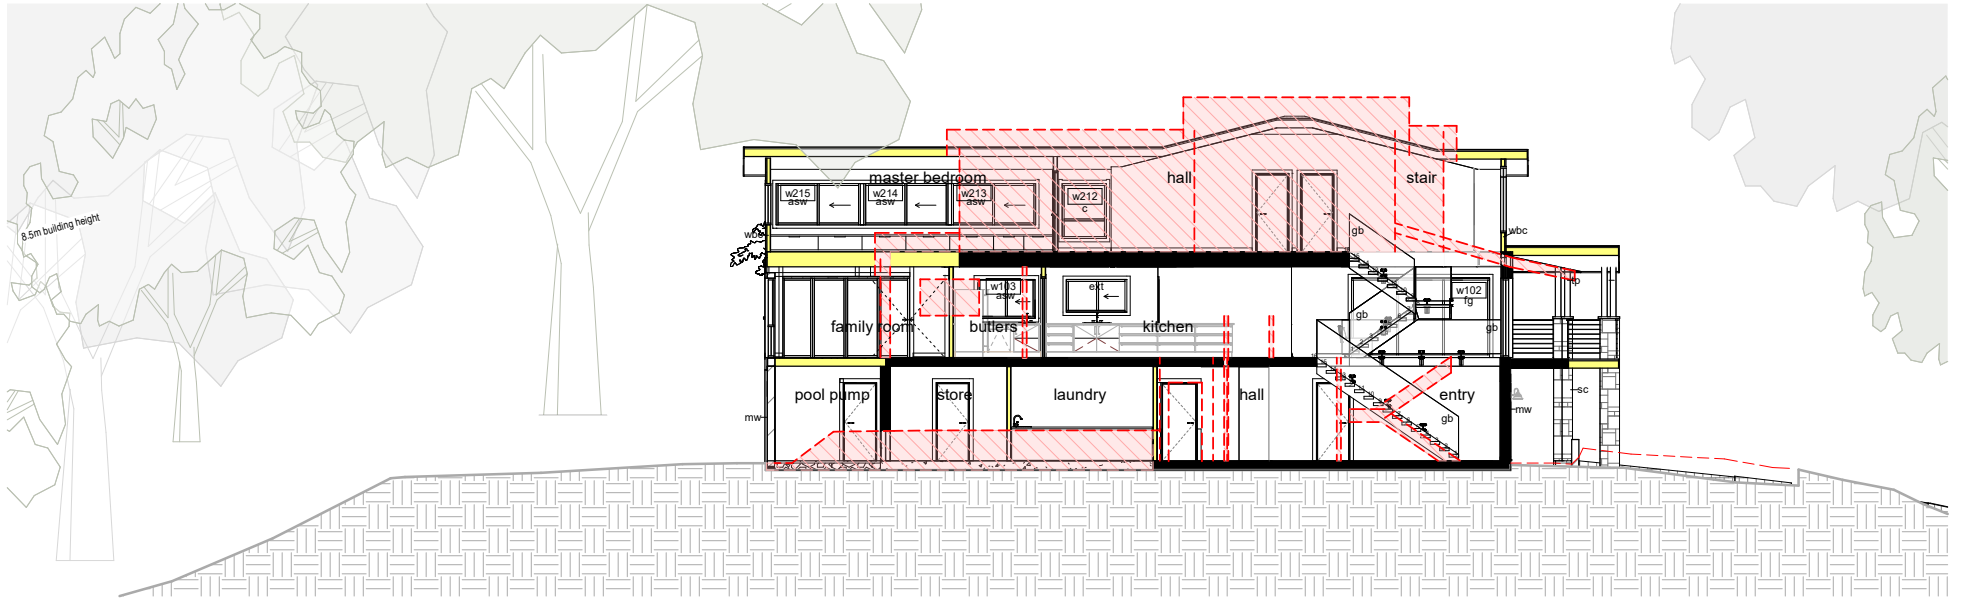 master bedroom
hall
stair
w215
asw
w214
asw
w213
asw
w212
c
8.5m building height
wbc
gb
wbc
w103
asw
ext
w102
fg
tp
family room
butlers
kitchen
gb
gb
pool pump
store
laundry
hall
entry
sc
mw
gb
mw